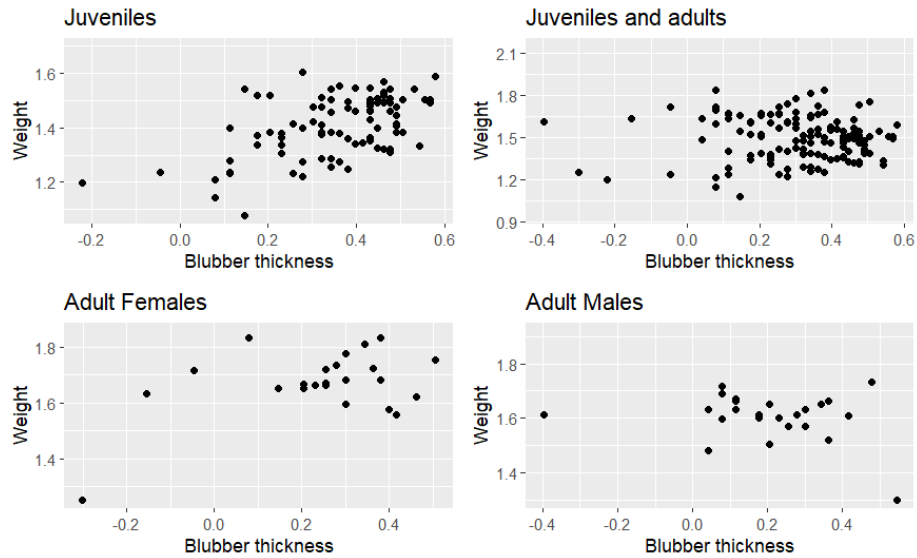 Juveniles
Weight
1.6
1.4
1.2
-0.2 0.0 0.2 0.4 0.6
Blubber thickness
Juveniles and adults
Weight
2.1
1.8
1.5
1.2
0.9
-0.4 -0.2 0.0 0.2 0.4 0.6
Blubber thickness
Adult Females
Weight
1.8
1.6
1.4
-0.2 0.0 0.2 0.4
Blubber thickness
Adult Males
Weight
1.8
1.6
1.4
-0.4 -0.2 0.0 0.2 0.4
Blubber thickness